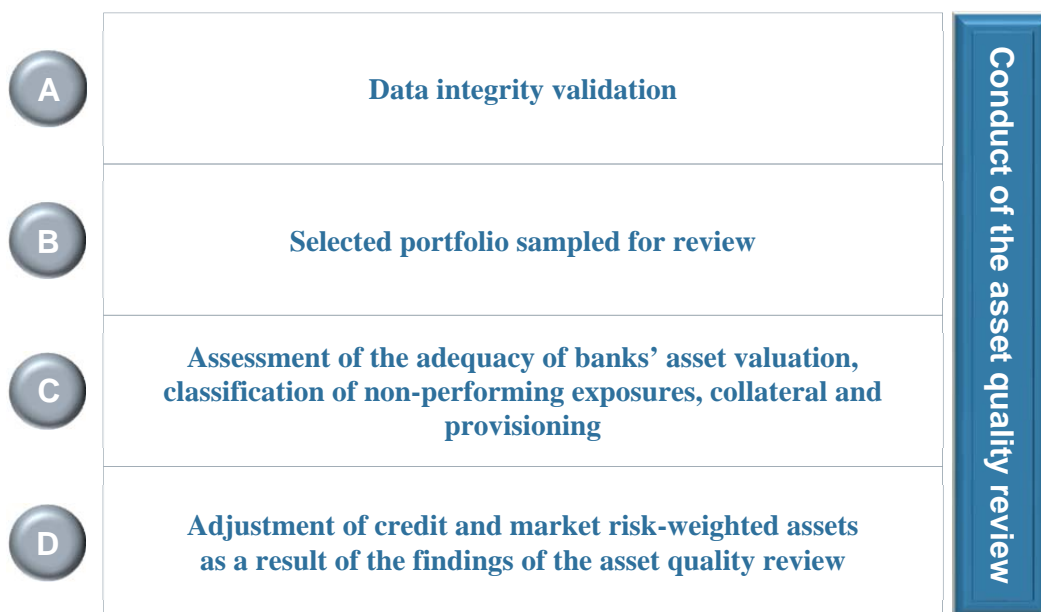 A
Data integrity validation
B
Selected portfolio sampled for review
C
Assessment of the adequacy of banks’ asset valuation,
classification of non-performing exposures, collateral and
provisioning
D
Adjustment of credit and market risk-weighted assets
as a result of the findings of the asset quality review
Conduct of the asset quality review